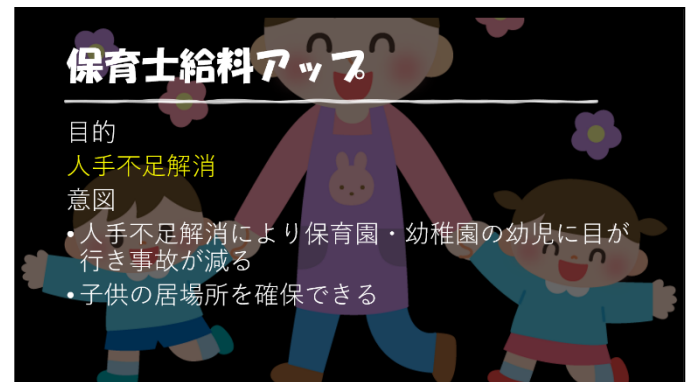 保育士給料アップ
目的
人手不足解消
意図
•人手不足解消により保育園・幼稚園の幼児に目が
行き事故が減る
•子供の居場所を確保できる